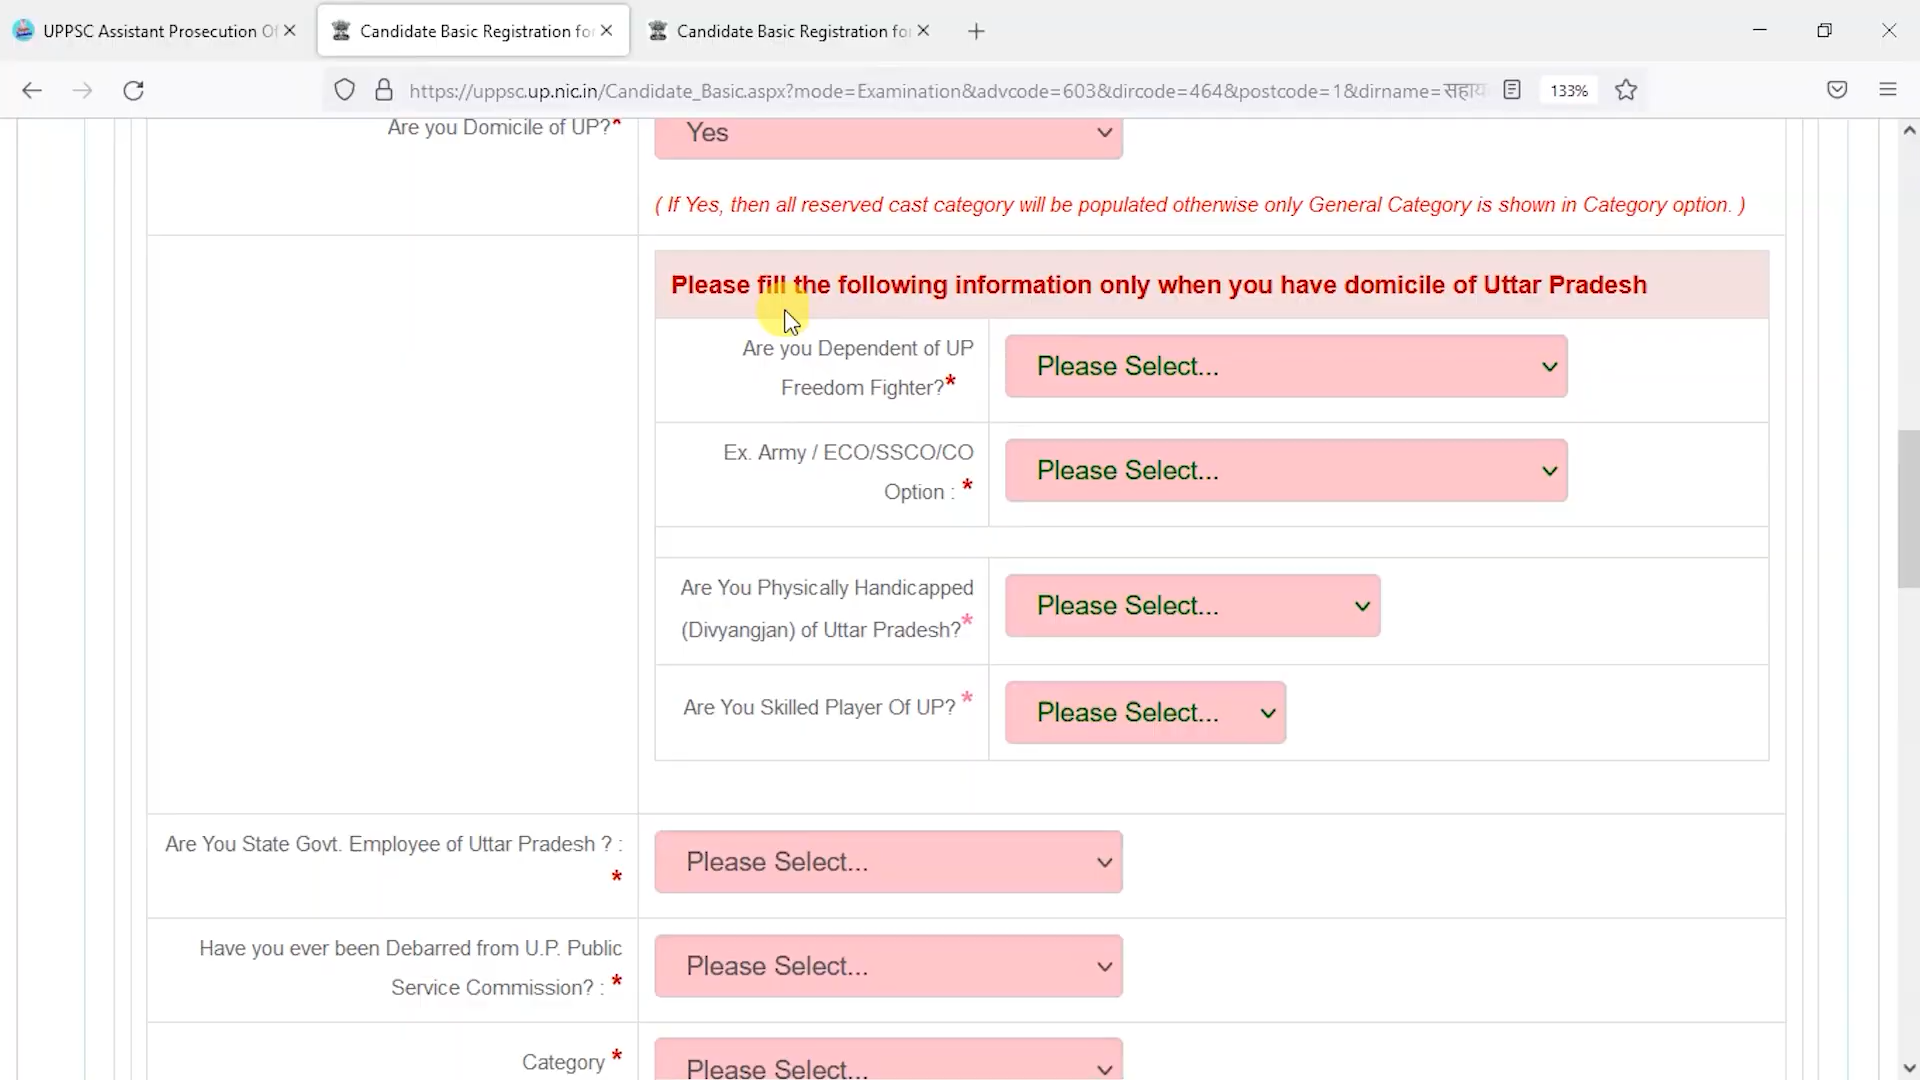 UPPSC Assistant Prosecution Of
Candidate Basic Registration for
Candidate Basic Registration for
https://uppsc.up.nic.in/Candidate_Basic.aspx?mode=Examination&advcode=603&dircode=464&postcode=1&dirname=सहाय
133%
Are you Domicile of UP?*
Yes
( If Yes, then all reserved cast category will be populated otherwise only General Category is shown in Category option. )
Please fill the following information only when you have domicile of Uttar Pradesh
Are you Dependent of UP
Freedom Fighter?*
Please Select...
Ex. Army / ECO/SSCO/CO
Option : *
Please Select...
Are You Physically Handicapped
(Divyangjan) of Uttar Pradesh?*
Please Select...
Are You Skilled Player Of UP? *
Please Select...
Are You State Govt. Employee of Uttar Pradesh ? :
*
Please Select...
Have you ever been Debarred from U.P. Public
Service Commission? : *
Please Select...
Category *
Please Select...